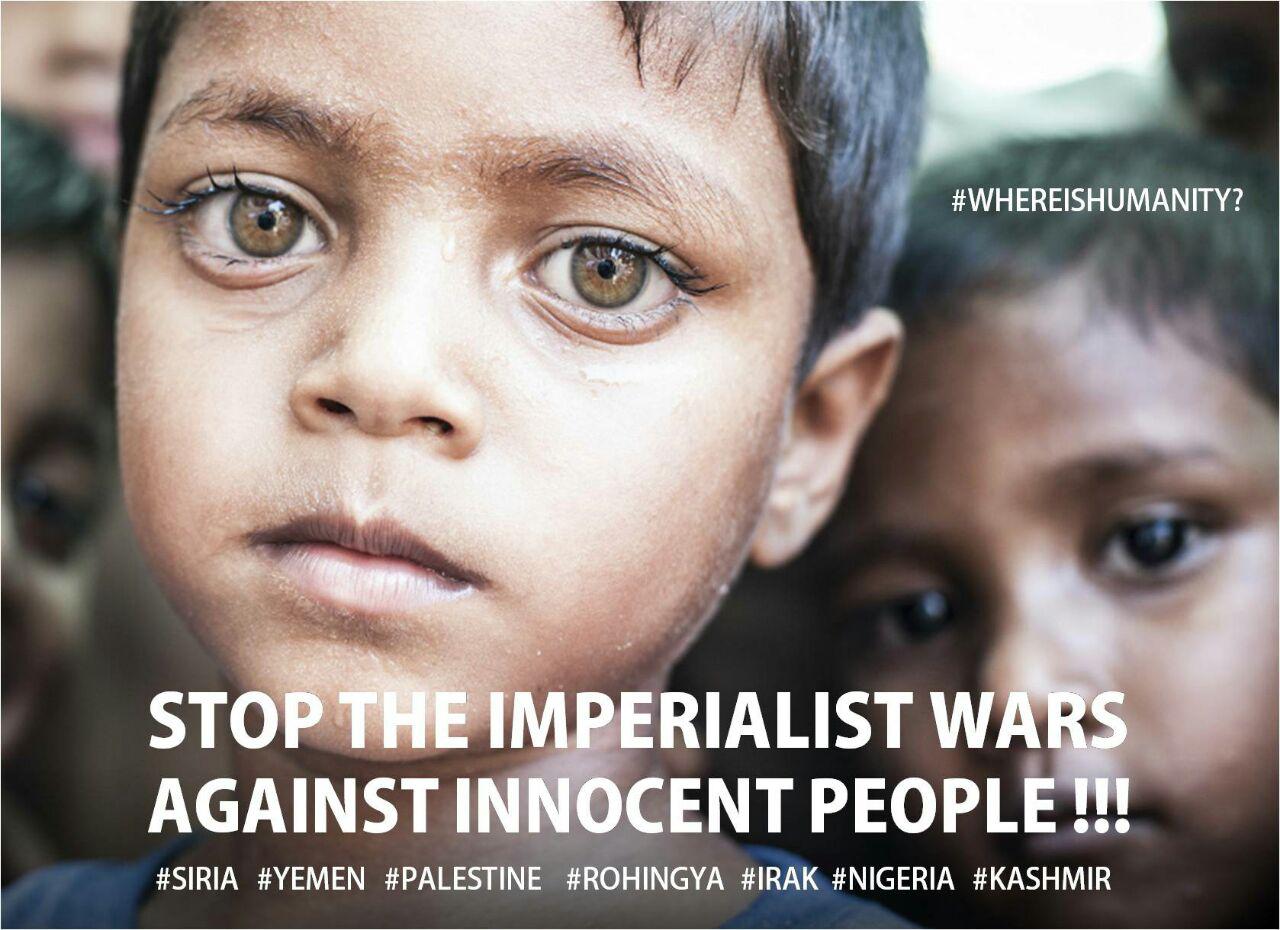 #WHEREISHUMANITY?
STOP THE IMPERIALIST WARS
AGAINST INNOCENT PEOPLE !!!
#SIRIA #YEMEN #PALESTINE #ROHINGYA #IRAK #NIGERIA #KASHMIR